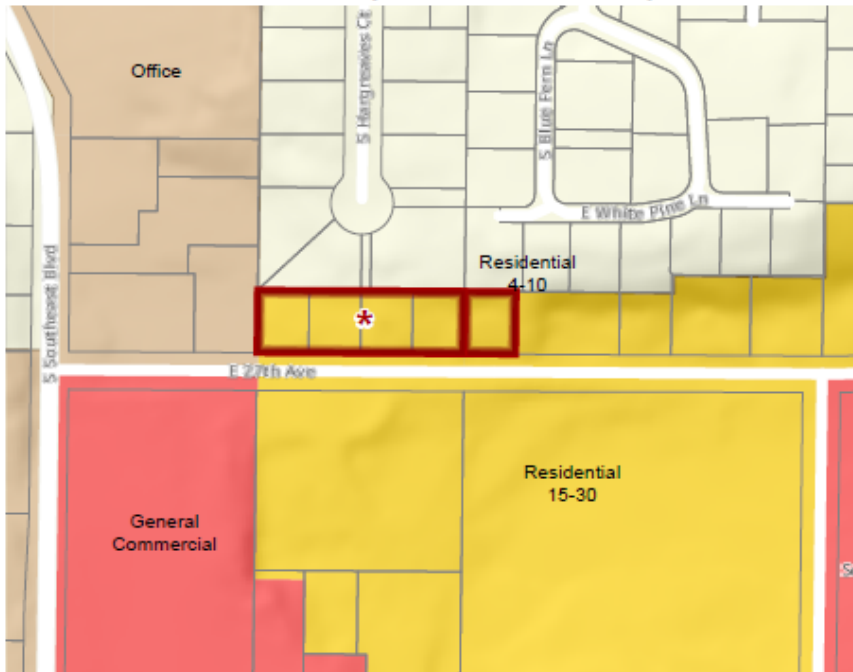 Office
S Hargreaves Ct
S Blue Fern Ln
E White Pine Ln
Residential
4-10
*
S Southeast Blvd
E 27th Ave
Residential
15-30
General
Commercial
S